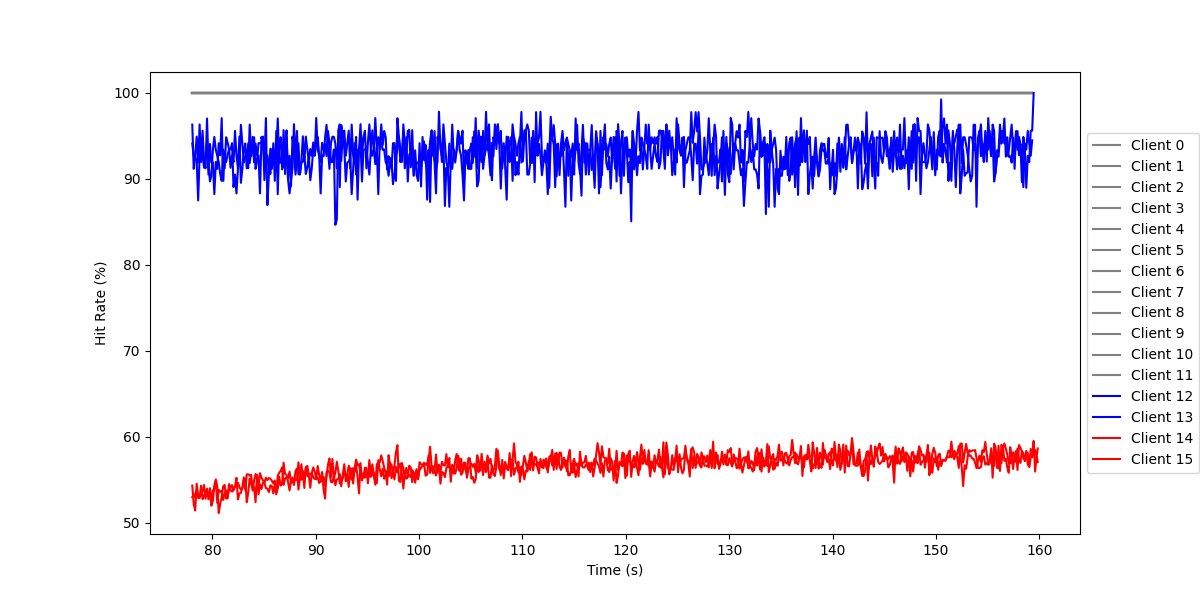 100
90
80
70
60
50
Hit Rate (%)
80 90 100 110 120 130 140 150 160
Time (s)
Client 0
Client 1
Client 2
Client 3
Client 4
Client 5
Client 6
Client 7
Client 8
Client 9
Client 10
Client 11
Client 12
Client 13
Client 14
Client 15